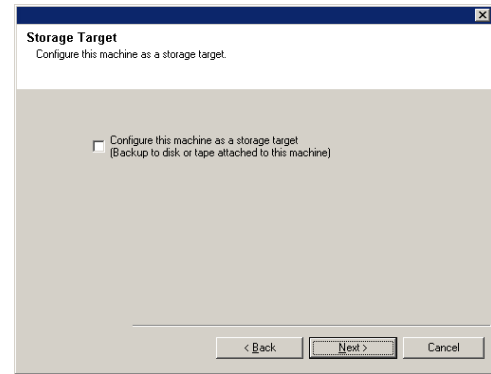 Storage Target
Configure this machine as a storage target.
Configure this machine as a storage target
(Backup to disk or tape attached to this machine)
< Back
Next >
Cancel